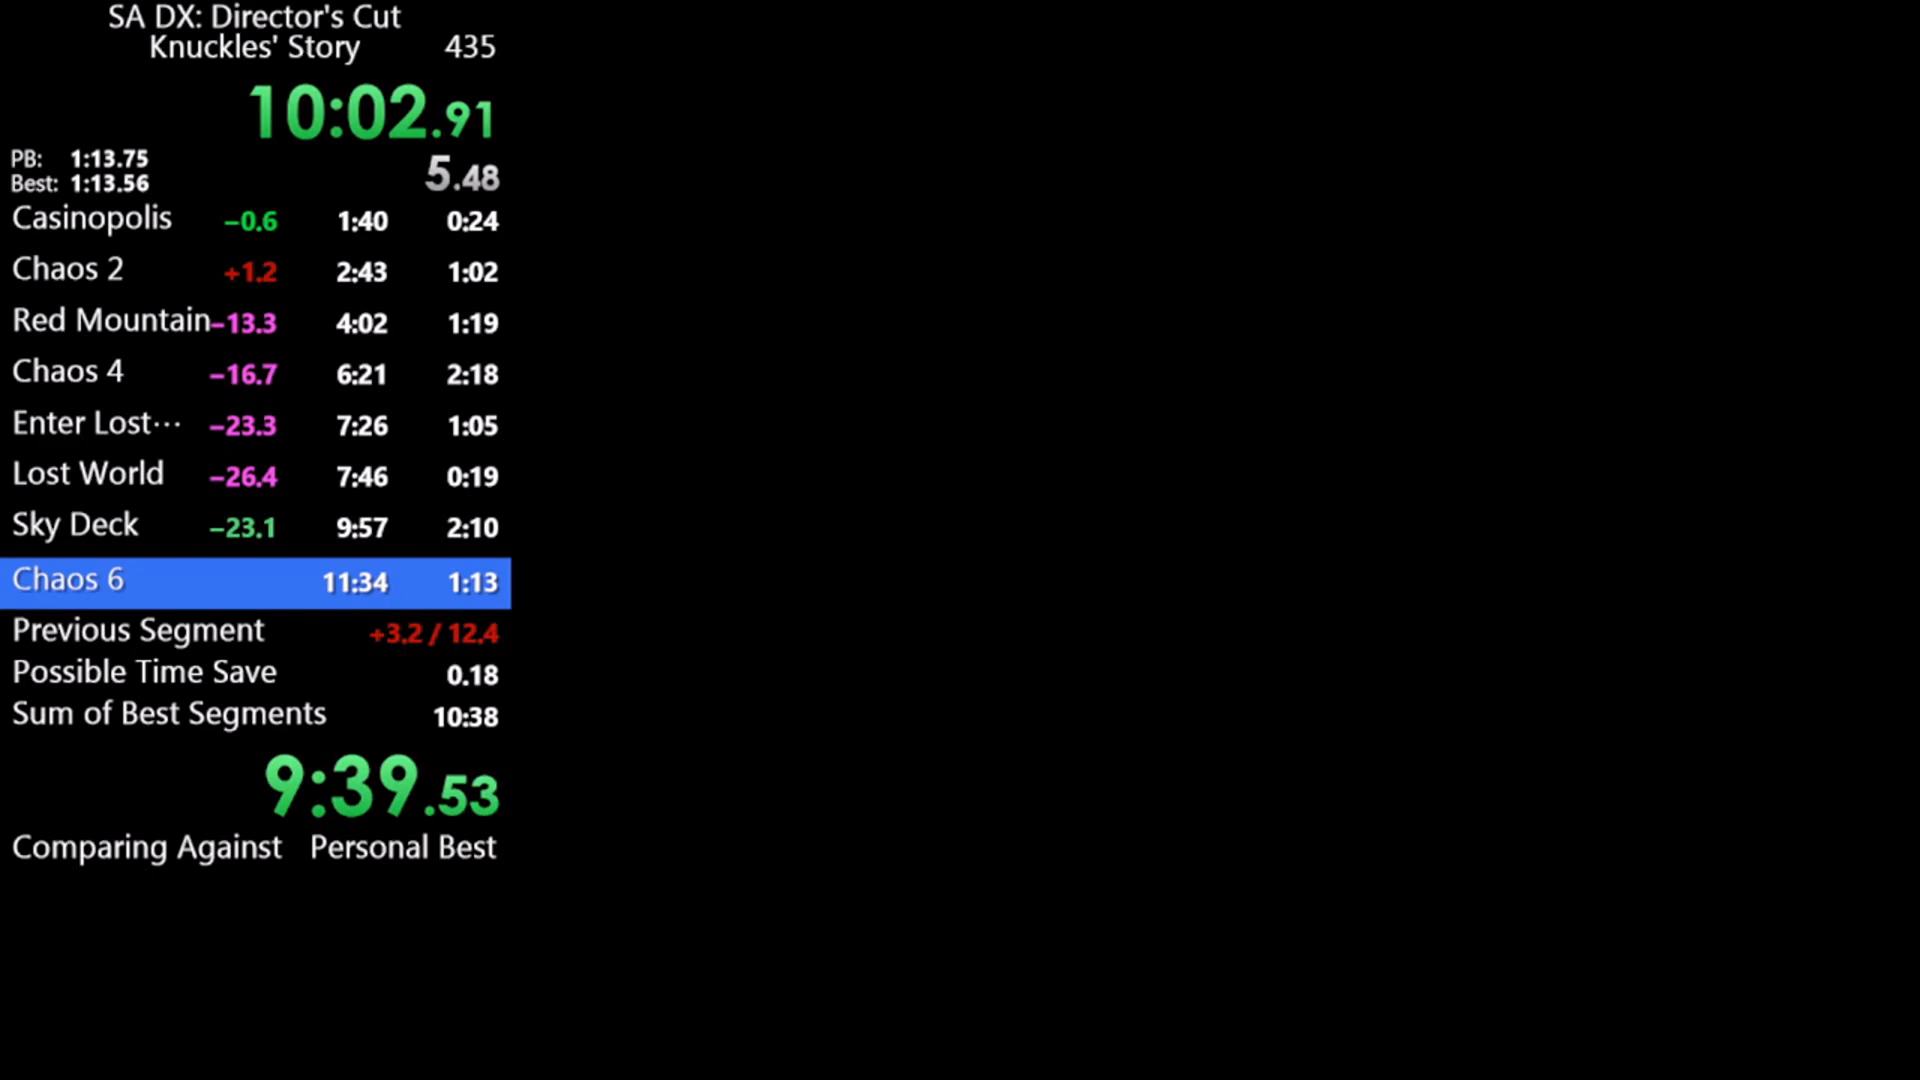 SA DX: Director's Cut
Knuckles' Story 435
10:02.91
PB: 1:13.75
Best: 1:13.56 5.48
Casinopolis −0.6 1:40 0:24
Chaos 2 +1.2 2:43 1:02
Red Mountain −13.3 4:02 1:19
Chaos 4 −16.7 6:21 2:18
Enter Lost… −23.3 7:26 1:05
Lost World −26.4 7:46 0:19
Sky Deck −23.1 9:57 2:10
Chaos 6 11:34 1:13
Previous Segment +3.2 / 12.4
Possible Time Save 0.18
Sum of Best Segments 10:38
9:39.53
Comparing Against Personal Best